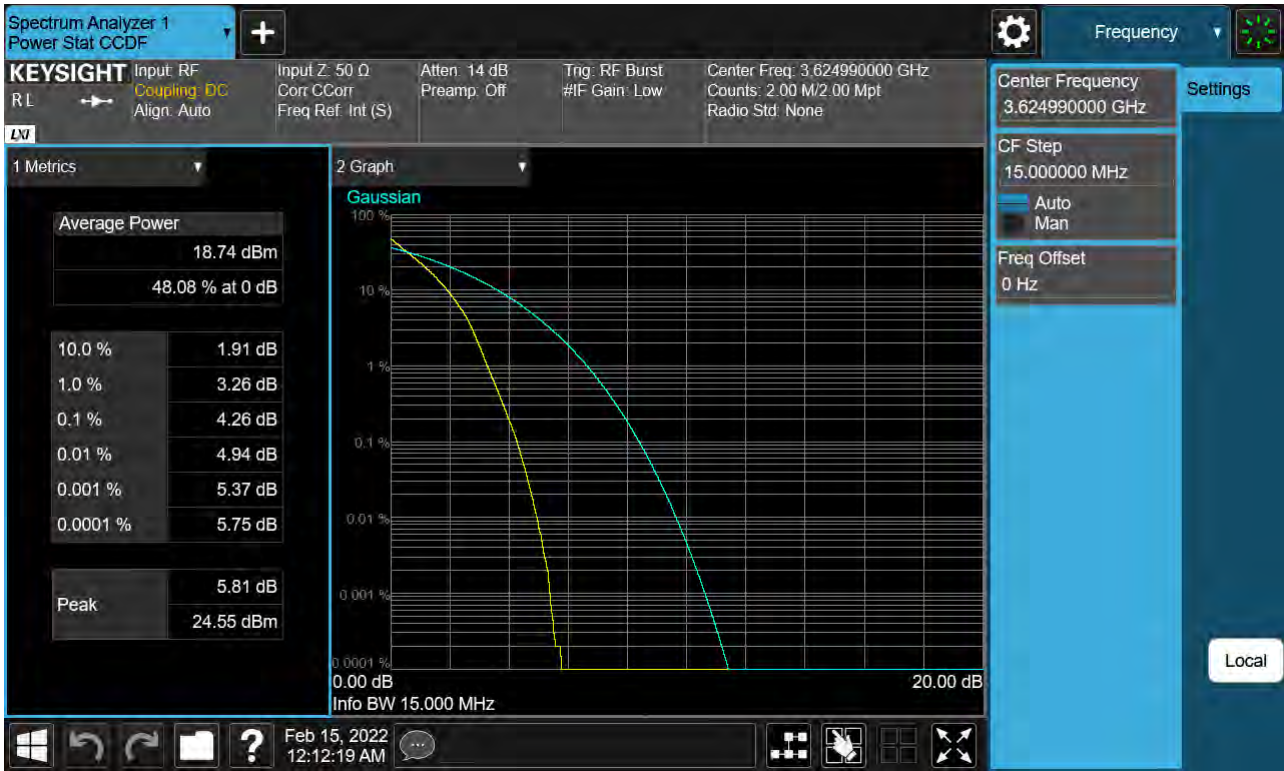 Spectrum Analyzer 1
Power Stat CCDF
+
Frequency
KEYSIGHT
R L
LXI
Input: RF
Coupling: DC
Align: Auto
Input Z: 50 Ω
Corr CCorr
Freq Ref: Int (S)
Atten: 14 dB
Preamp: Off
Trig: RF Burst
#IF Gain: Low
Center Freq: 3.624990000 GHz
Counts: 2.00 M/2.00 Mpt
Radio Std: None
Center Frequency
3.624990000 GHz
Settings
CF Step
15.000000 MHz
Auto
Man
Freq Offset
0 Hz
Local
1 Metrics
Average Power
18.74 dBm
48.08 % at 0 dB
10.0 % 1.91 dB
1.0 % 3.26 dB
0.1 % 4.26 dB
0.01 % 4.94 dB
0.001 % 5.37 dB
0.0001 % 5.75 dB
Peak 5.81 dB
24.55 dBm
2 Graph
Gaussian
100 %
10 %
1 %
0.1 %
0.01 %
0.001 %
0.0001 %
0.00 dB 20.00 dB
Info BW 15.000 MHz
?
Feb 15, 2022
12:12:19 AM